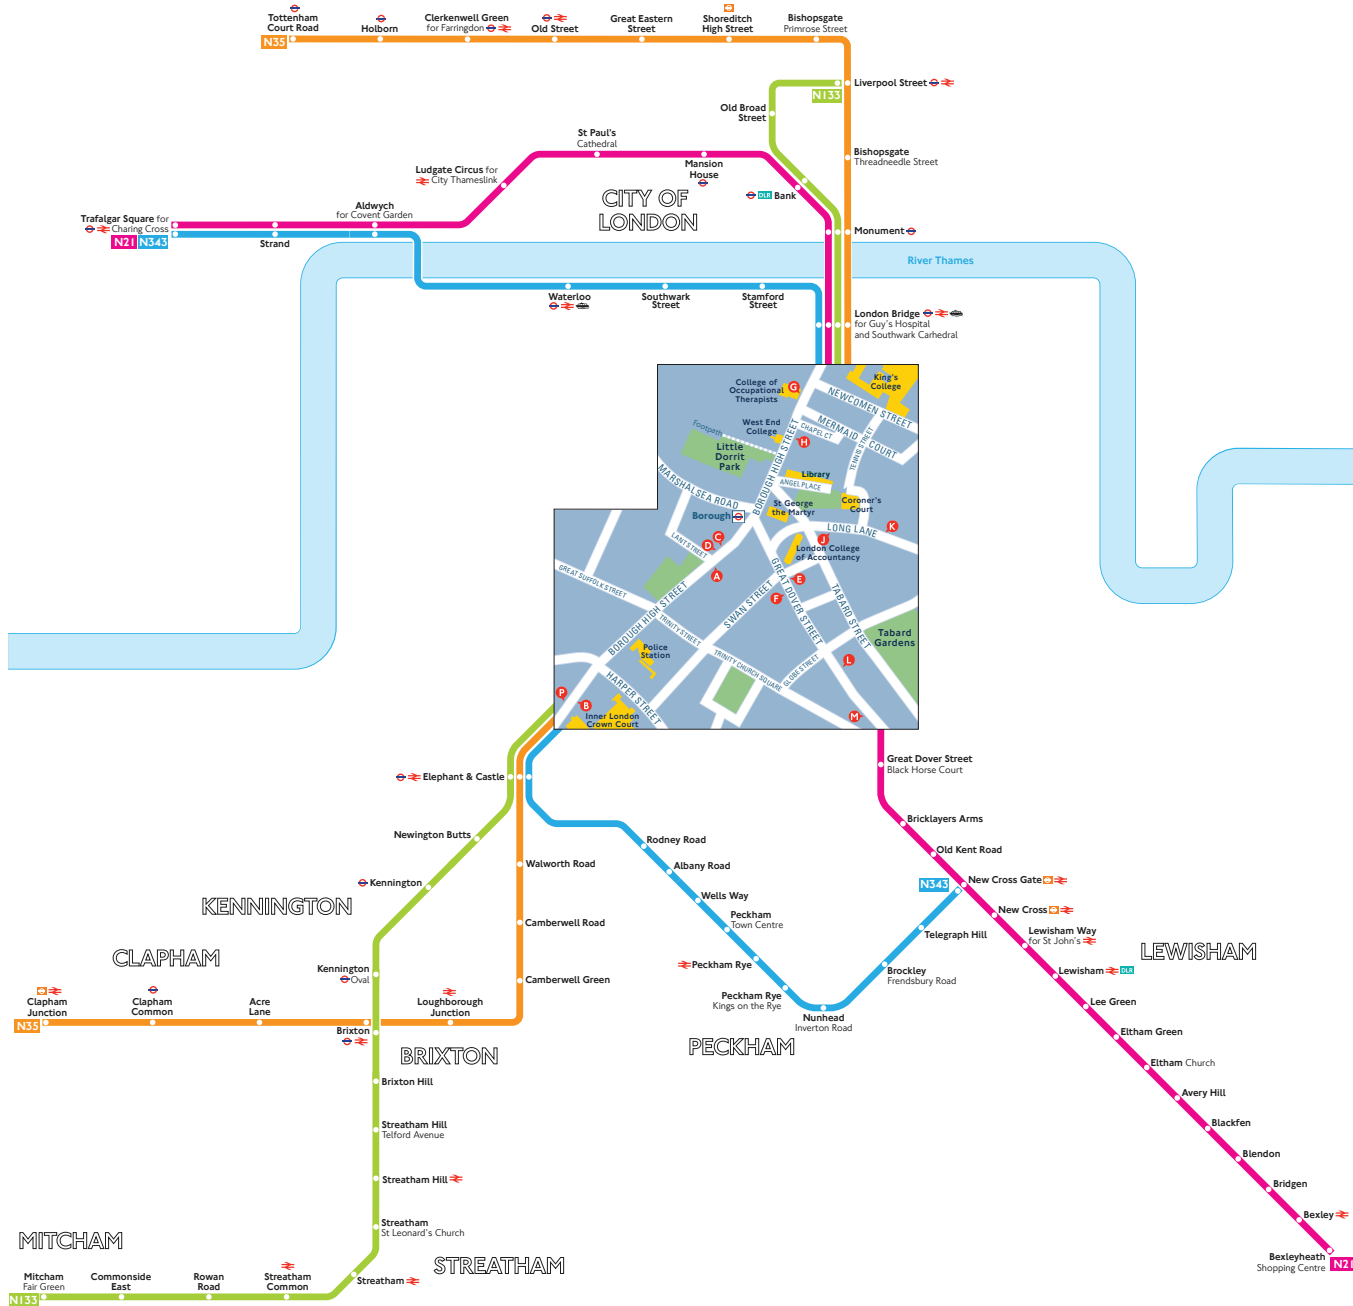 Tottenham
Court Road
Holborn
Clerkenwell Green
for Farringdon
Old Street
Great Eastern
Street
Shoreditch
High Street
Bishopsgate
Primrose Street
N35
Liverpool Street
N133
Old Broad
Street
Bishopsgate
Threadneedle Street
St Paul's
Cathedral
Mansion
House
Ludgate Circus for
City Thameslink
DLR Bank
CITY OF
LONDON
Aldwych
for Covent Garden
Trafalgar Square for
Charing Cross
N21 N343
Strand
Monument
River Thames
Waterloo
Southwark
Street
Stamford
Street
London Bridge
for Guy's Hospital
and Southwark Carhedral
College of
Occupational
Therapists
G
King's
College
NEWCOMEN STREET
MERMAID COURT
CHAPEL CT
TENNIS STREET
West End
College
H
Footpath
Little
Dorrit
Park
BOROUGH HIGH STREET
Library
ANGEL PLACE
MARSHALSEA ROAD
St George
the Martyr
Coroner's
Court
Borough
LONG LANE
K
J
London College
of Accountancy
C
D
LANT STREET
A
GREAT SUFFOLK STREET
E
F
GREAT DOVER STREET
SWAN STREET
TABARD STREET
BOROUGH HIGH STREET
TRINITY STREET
Tabard
Gardens
Police
Station
TRINITY CHURCH SQUARE
GLOBE STREET
L
HARPER STREET
P
B
Inner London
Crown Court
M
Great Dover Street
Black Horse Court
Elephant & Castle
Bricklayers Arms
Newington Butts
Rodney Road
Old Kent Road
Walworth Road
Albany Road
New Cross Gate
N343
Kennington
Wells Way
KENNINGTON
New Cross
Camberwell Road
Peckham
Town Centre
Telegraph Hill
Lewisham Way
for St John's
LEWISHAM
CLAPHAM
Peckham Rye
Lewisham DLR
Kennington
Oval
Camberwell Green
Brockley
Frendsbury Road
Peckham Rye
Kings on the Rye
Lee Green
Clapham
Junction
Clapham
Common
Acre
Lane
Loughborough
Junction
Nunhead
Inverton Road
N35
Brixton
BRIXTON
PECKHAM
Eltham Green
Eltham Church
Brixton Hill
Avery Hill
Streatham Hill
Telford Avenue
Blackfen
Blendon
Streatham Hill
Bridgen
Streatham
St Leonard's Church
Bexley
MITCHAM
STREATHAM
Bexleyheath
Shopping Centre
N21
Mitcham
Fair Green
Commonside
East
Rowan
Road
Streatham
Common
Streatham
N133